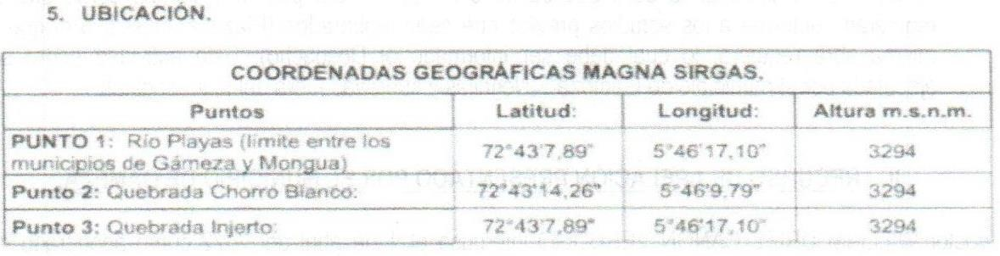 5. UBICACIÓN.
COORDENADAS GEOGRÁFICAS MAGNA SIRGAS.
Puntos Latitud: Longitud: Altura m.s.n.m.
PUNTO 1: Río Playas (límite entre los
municipios de Gámeza y Mongua) 72°43'7,89" 5°46'17,10" 3294
Punto 2: Quebrada Chorro Blanco: 72°43'14,26" 5°46'9.79" 3294
Punto 3: Quebrada Injerto: 72°43'7,89" 5°46'17,10" 3294